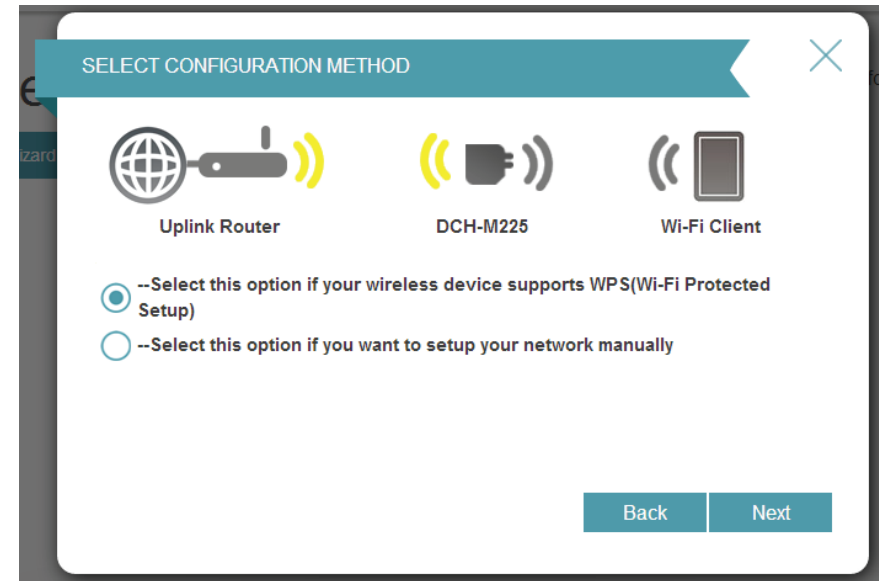 SELECT CONFIGURATION METHOD
izard
Uplink Router
DCH-M225
Wi-Fi Client
--Select this option if your wireless device supports WPS(Wi-Fi Protected
Setup)
--Select this option if you want to setup your network manually
Back
Next